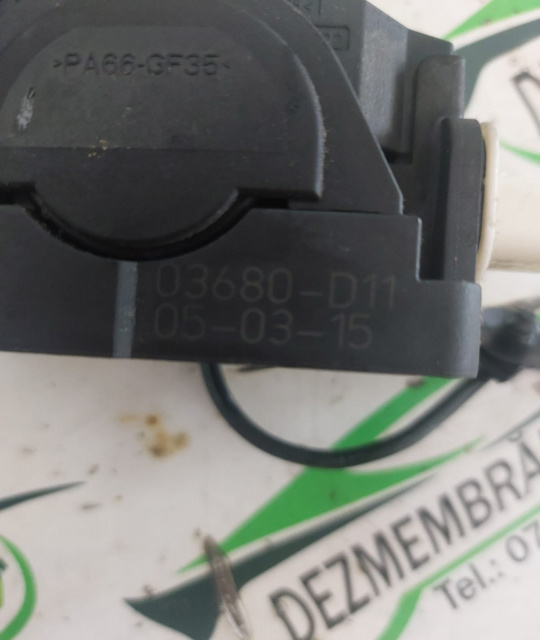 >PA66-GF35<
03680-D11
05-03-15
DEZMEMBRĂ
Tel.: 07